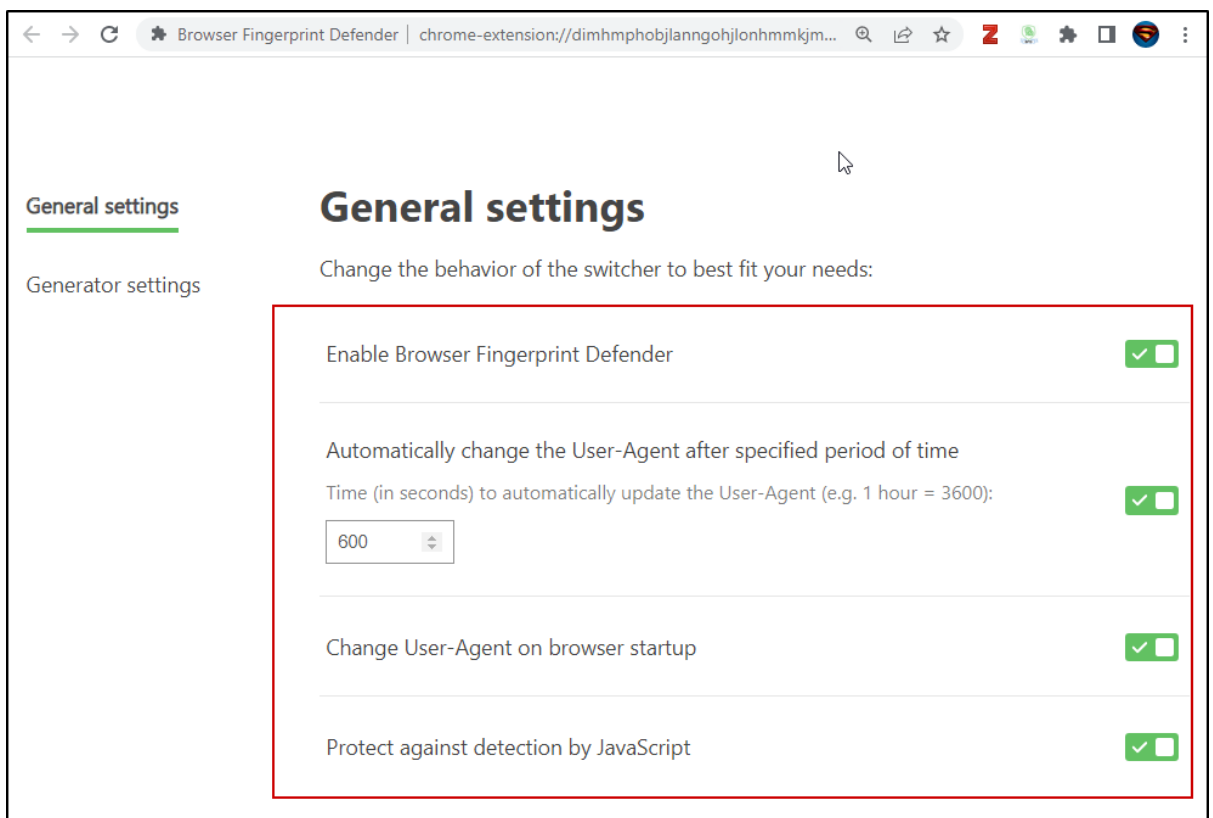 Browser Fingerprint Defender | chrome-extension://dimhmphobjlanngohjlonhmmkjm...
Z
General settings
Generator settings
General settings
Change the behavior of the switcher to best fit your needs:
Enable Browser Fingerprint Defender
Automatically change the User-Agent after specified period of time
Time (in seconds) to automatically update the User-Agent (e.g. 1 hour = 3600):
600
Change User-Agent on browser startup
Protect against detection by JavaScript